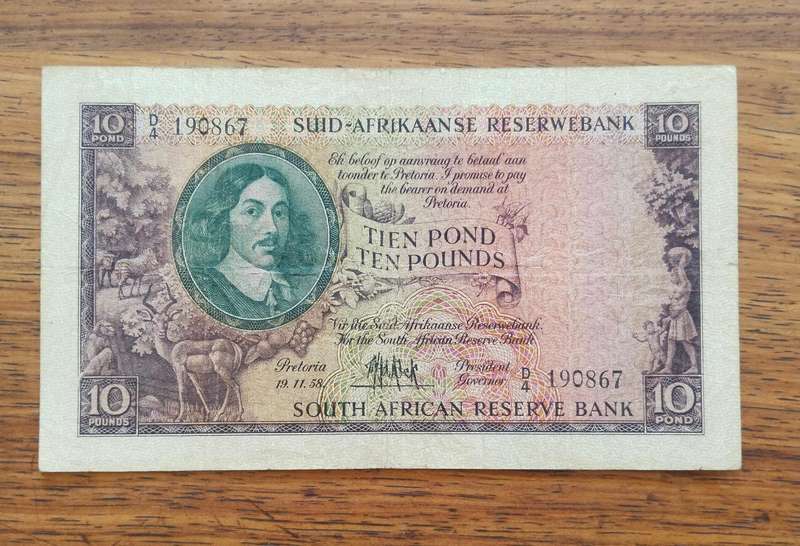 10
POND
D/4 190867
SUID-AFRIKAANSE RESERWEBANK
10
POUNDS
Ek beloof op aanvraag te betaal aan
toonder te Pretoria. I promise to pay
the bearer on demand at
Pretoria.
TIEN POND
TEN POUNDS
Vir die Suid-Afrikaanse Reserwebank.
For the South African Reserve Bank
Pretoria
19.11.58.
President
Governor
D/4 190867
10
POUNDS
SOUTH AFRICAN RESERVE BANK
10
POND